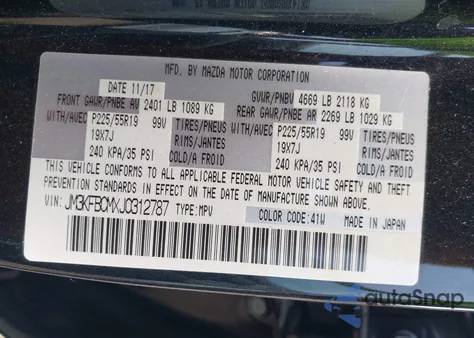 MFD. BY MAZDA MOTOR CORPORATION
DATE 11/17 GVWR/PNBV 4669 LB 2118 KG
FRONT GAWR/PNBE AV 2401 LB 1089 KG REAR GAWR/PNBE AR 2269 LB 1029 KG
WITH/AVEC P225/55R19 99V TIRES/PNEUS WITH/AVEC P225/55R19 99V TIRES/PNEUS
19X7J RIMS/JANTES 19X7J RIMS/JANTES
240 KPA/35 PSI COLD/A FROID 240 KPA/35 PSI COLD/A FROID
THIS VEHICLE CONFORMS TO ALL APPLICABLE FEDERAL MOTOR VEHICLE SAFETY AND THEFT
PREVENTION STANDARDS IN EFFECT ON THE DATE OF MANUFACTURE SHOWN ABOVE.
VIN: JM3KFBCMXJ0312787 TYPE:MPV COLOR CODE:41W MADE IN JAPAN
autoSnap